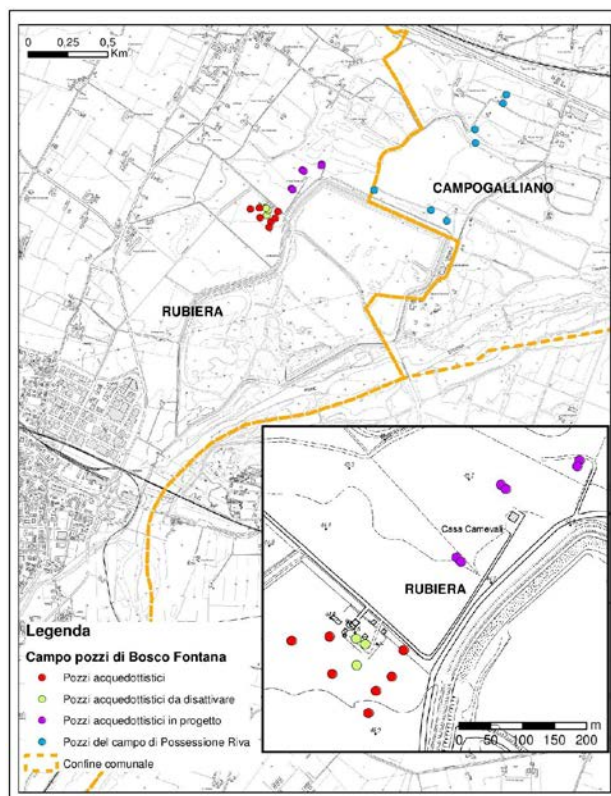 0 0,25 0,5
Km
CAMPOGALLIANO
RUBIERA
Casa Carnevali
RUBIERA
Legenda
Campo pozzi di Bosco Fontana
Pozzi acquedottistici
Pozzi acquedottistici da disattivare
Pozzi acquedottistici in progetto
Pozzi del campo di Possessione Riva
Confine comunale
m
0 50 100 150 200